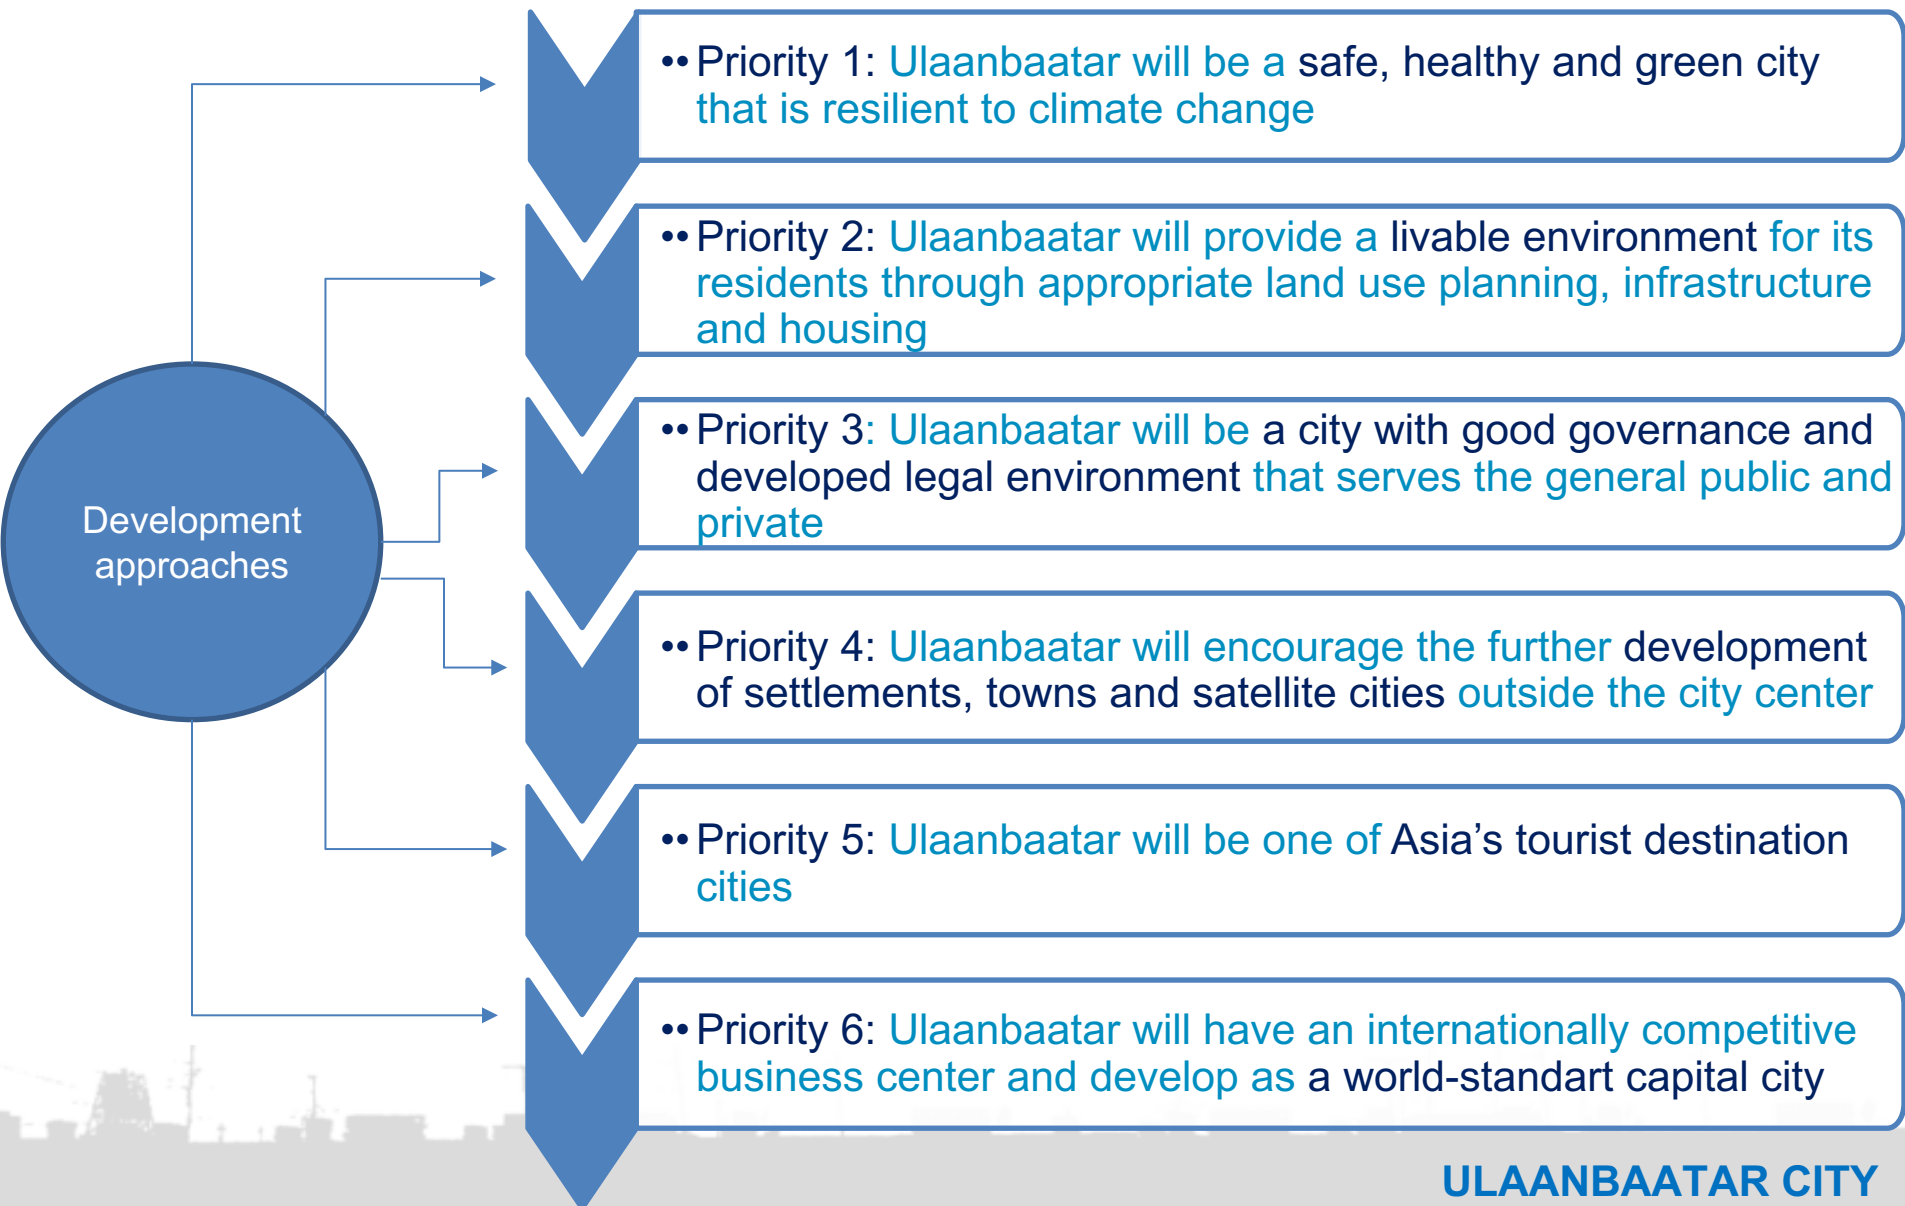 Development
approaches
•• Priority 1: Ulaanbaatar will be a safe, healthy and green city
that is resilient to climate change
•• Priority 2: Ulaanbaatar will provide a livable environment for its
residents through appropriate land use planning, infrastructure
and housing
•• Priority 3: Ulaanbaatar will be a city with good governance and
developed legal environment that serves the general public and
private
•• Priority 4: Ulaanbaatar will encourage the further development
of settlements, towns and satellite cities outside the city center
•• Priority 5: Ulaanbaatar will be one of Asia’s tourist destination
cities
•• Priority 6: Ulaanbaatar will have an internationally competitive
business center and develop as a world-standart capital city
ULAANBAATAR CITY